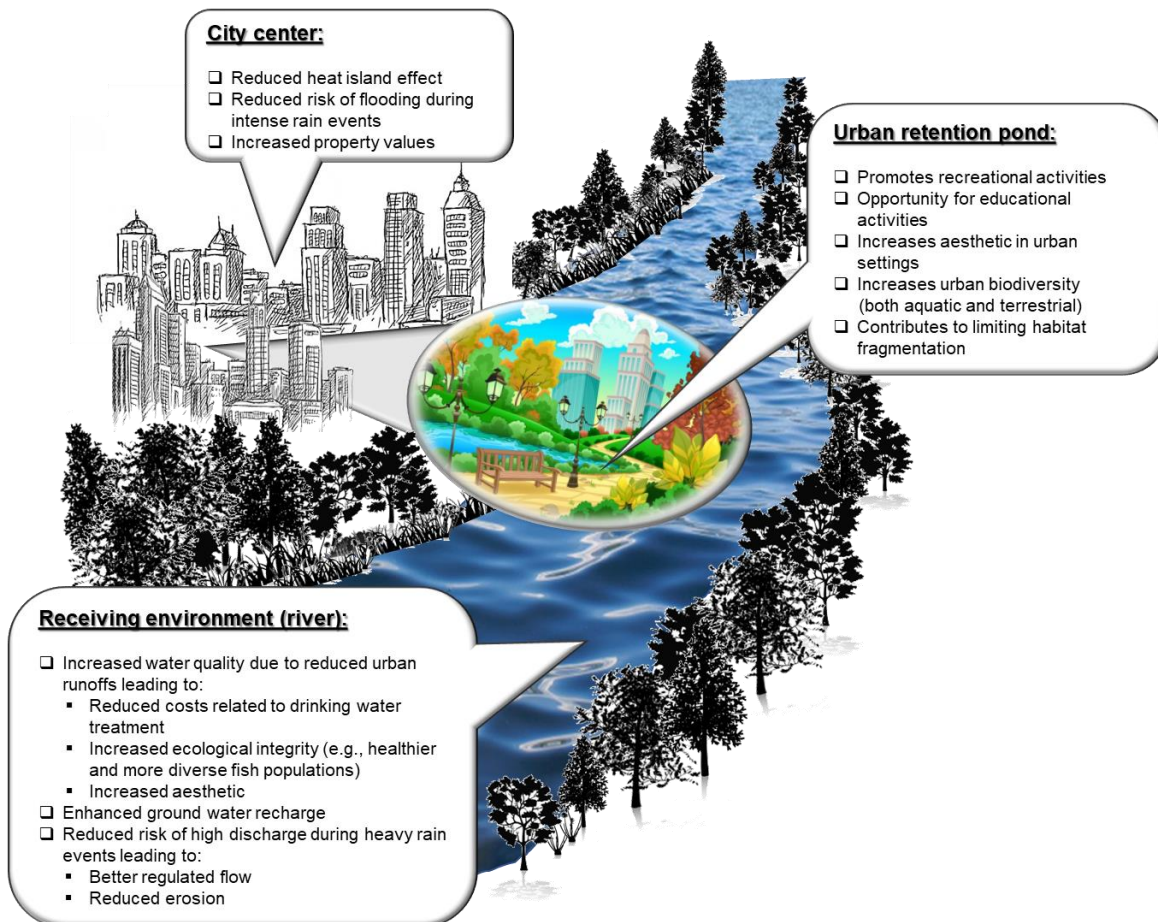 City center:
❑ Reduced heat island effect
❑ Reduced risk of flooding during
intense rain events
❑ Increased property values
Urban retention pond:
❑ Promotes recreational activities
❑ Opportunity for educational
activities
❑ Increases aesthetic in urban
settings
❑ Increases urban biodiversity
(both aquatic and terrestrial)
❑ Contributes to limiting habitat
fragmentation
Receiving environment (river):
❑ Increased water quality due to reduced urban
runoffs leading to:
▪ Reduced costs related to drinking water
treatment
▪ Increased ecological integrity (e.g., healthier
and more diverse fish populations)
▪ Increased aesthetic
❑ Enhanced ground water recharge
❑ Reduced risk of high discharge during heavy rain
events leading to:
▪ Better regulated flow
▪ Reduced erosion